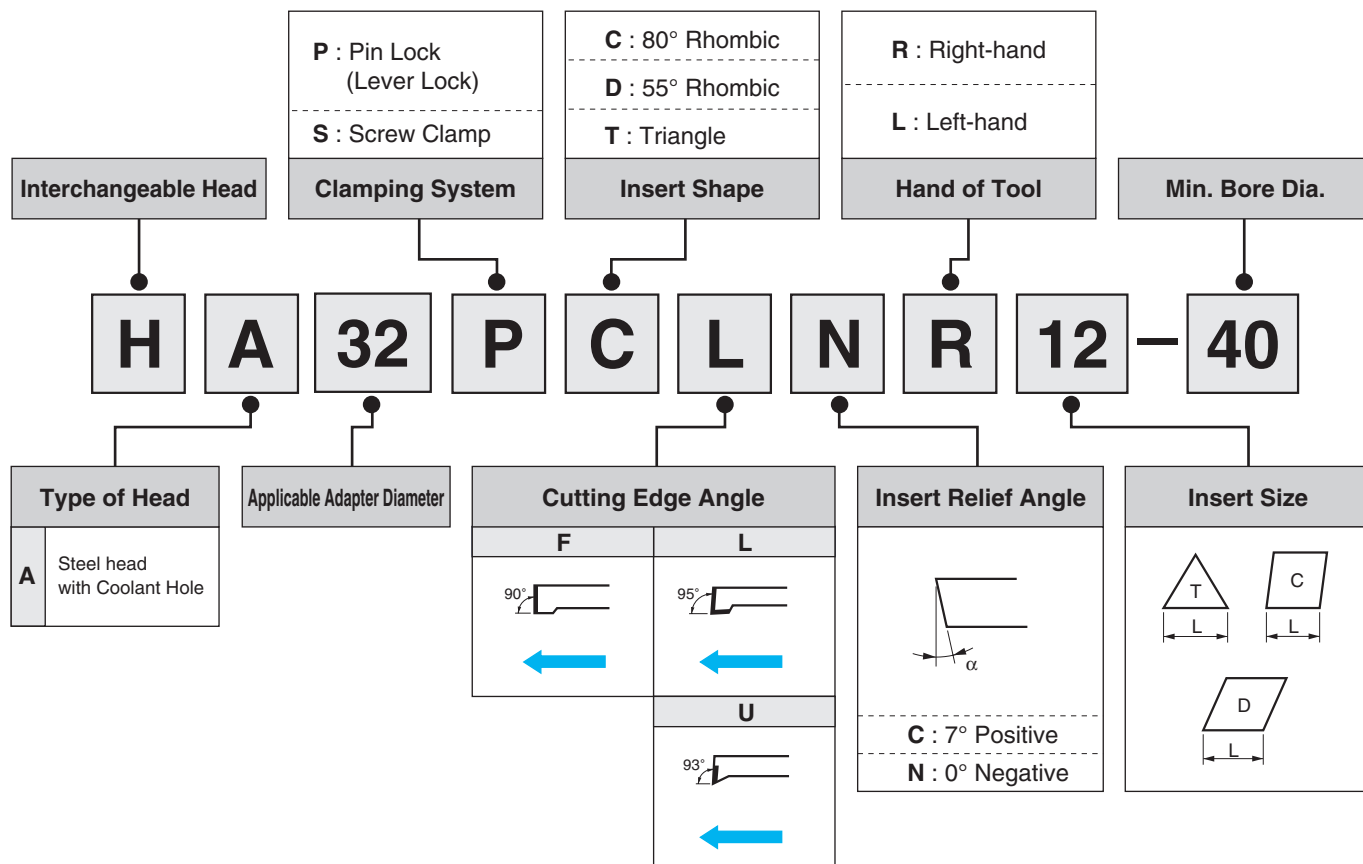 P : Pin Lock
(Lever Lock)
S : Screw Clamp
C : 80° Rhombic
D : 55° Rhombic
T : Triangle
R : Right-hand
L : Left-hand
Interchangeable Head
Clamping System
Insert Shape
Hand of Tool
Min. Bore Dia.
H A 32 P C L N R 12 – 40
Type of Head
A
Steel head
with Coolant Hole
Applicable Adapter Diameter
Cutting Edge Angle
F
L
90°
95°
U
93°
Insert Relief Angle
α
C : 7° Positive
N : 0° Negative
Insert Size
T
L
C
L
D
L